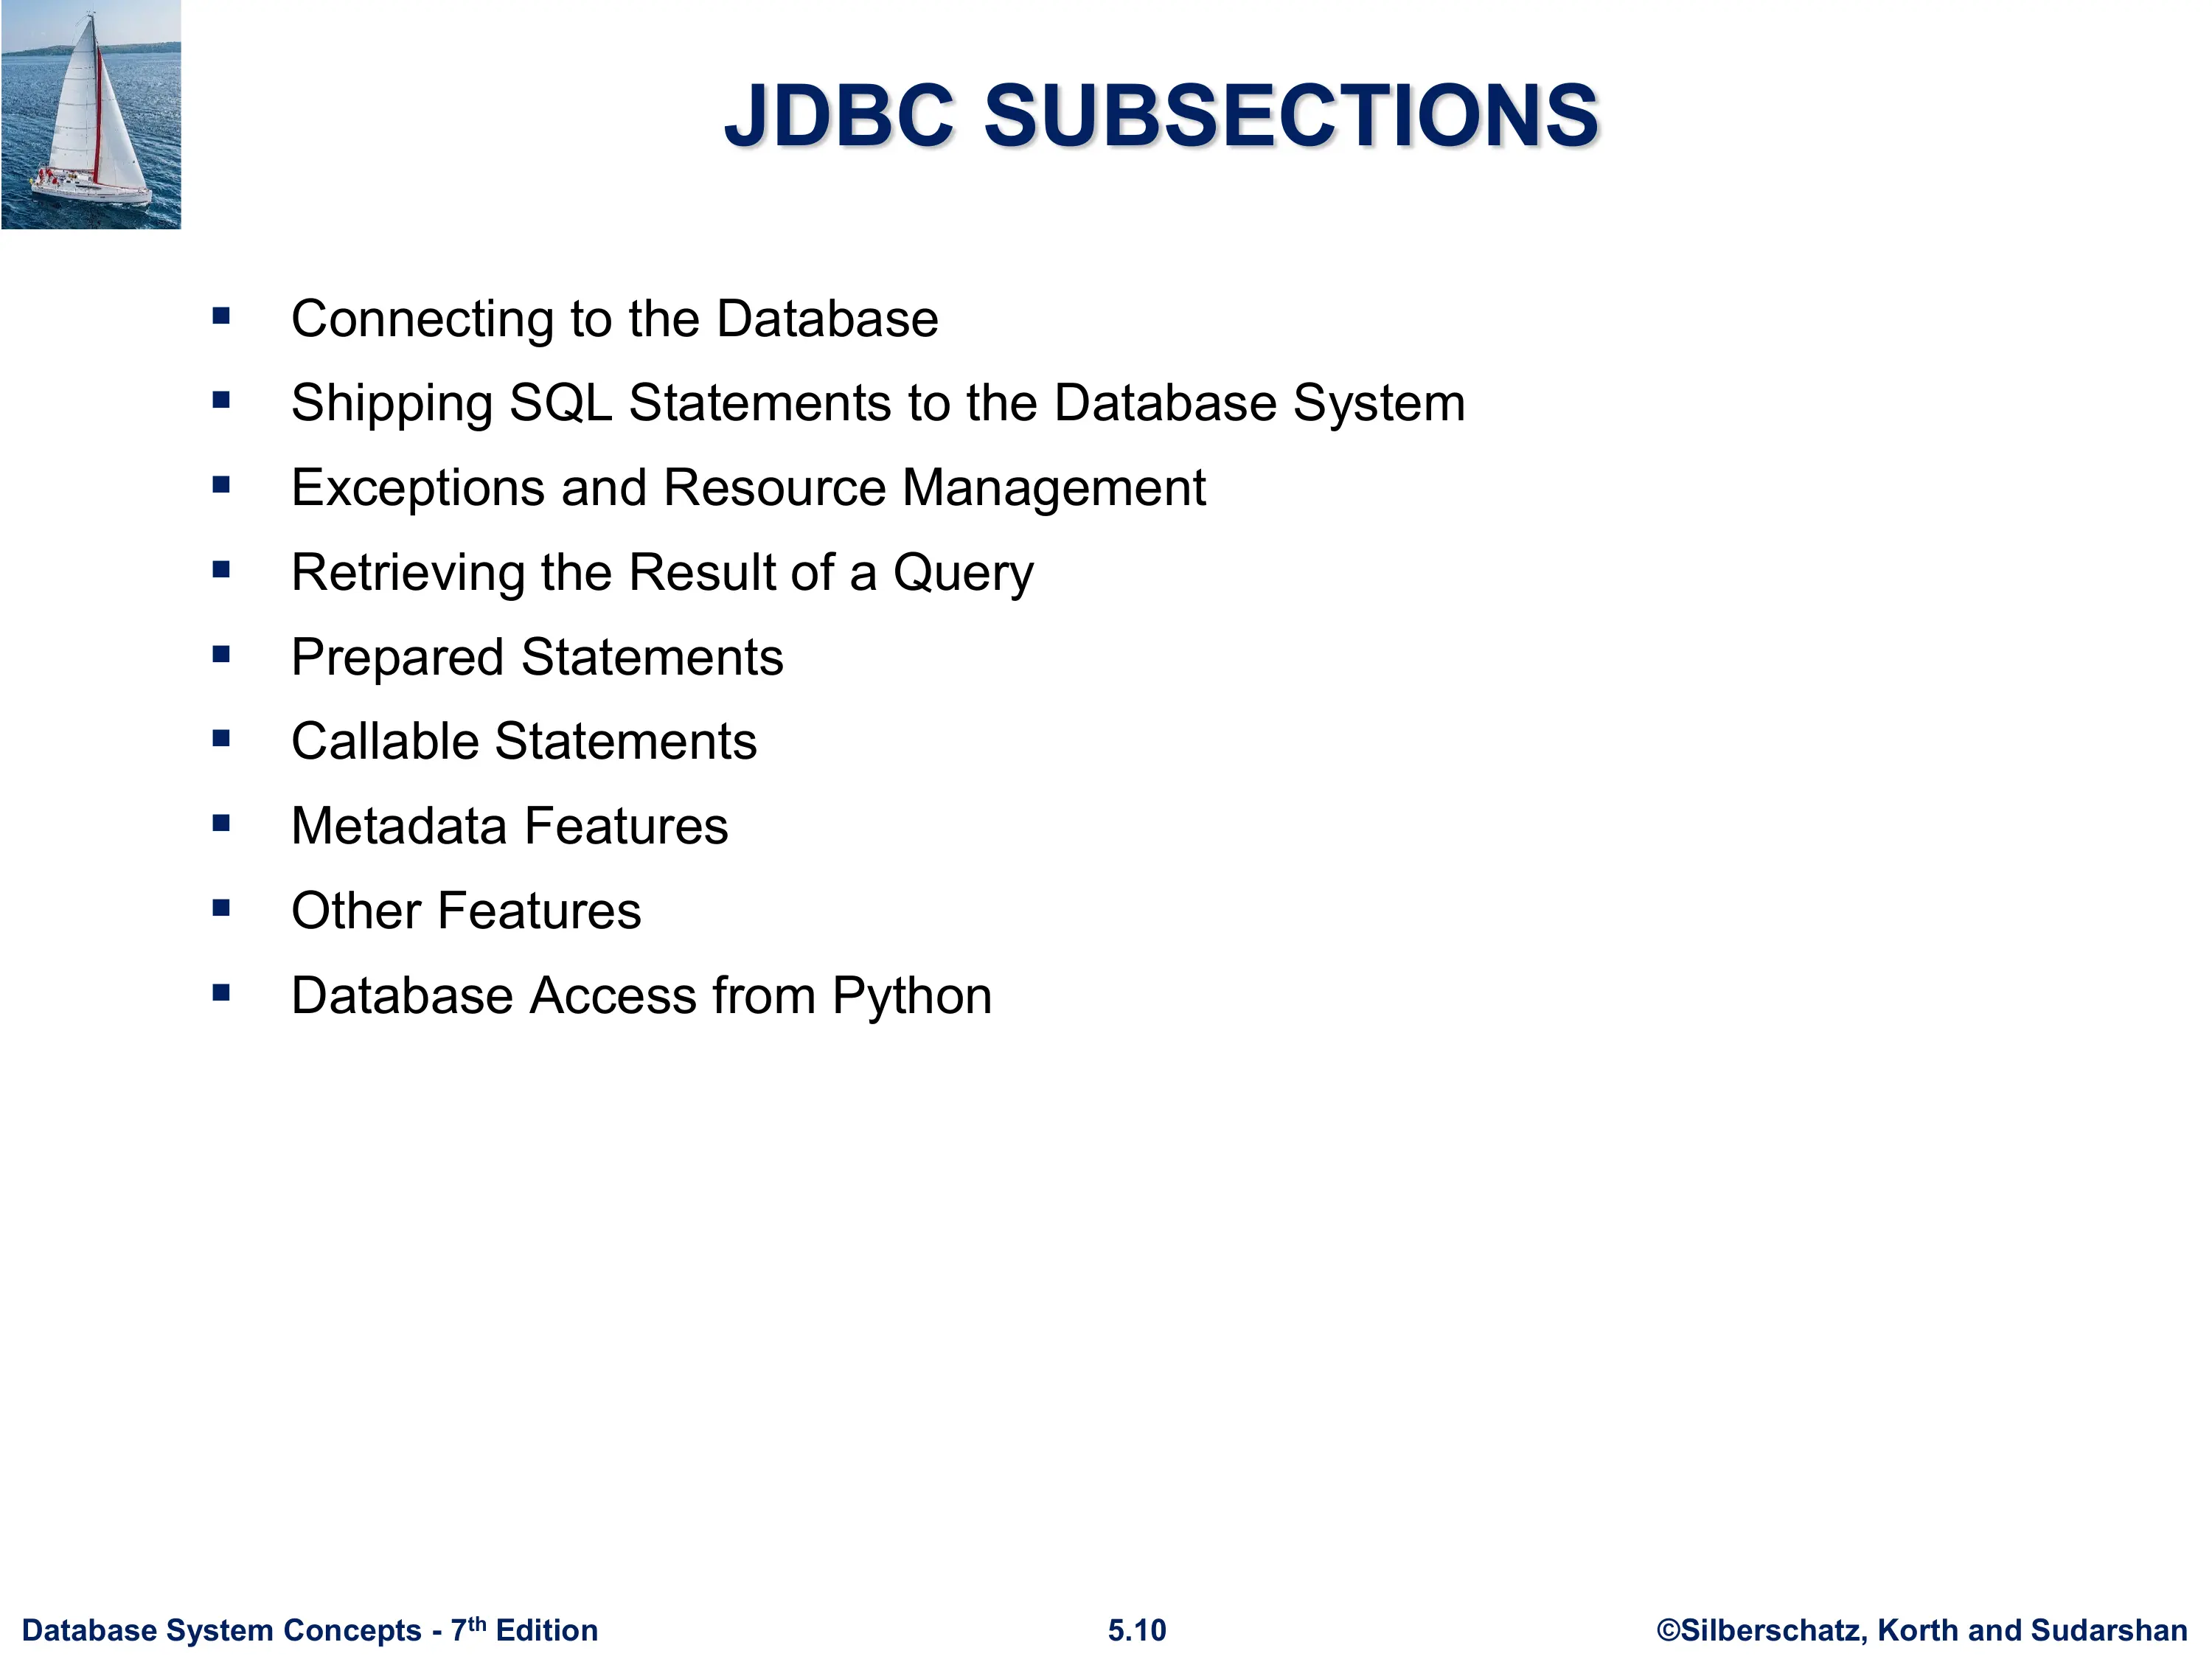 JDBC SUBSECTIONS
▪ Connecting to the Database
▪ Shipping SQL Statements to the Database System
▪ Exceptions and Resource Management
▪ Retrieving the Result of a Query
▪ Prepared Statements
▪ Callable Statements
▪ Metadata Features
▪ Other Features
▪ Database Access from Python
Database System Concepts - 7th Edition 5.10 ©Silberschatz, Korth and Sudarshan